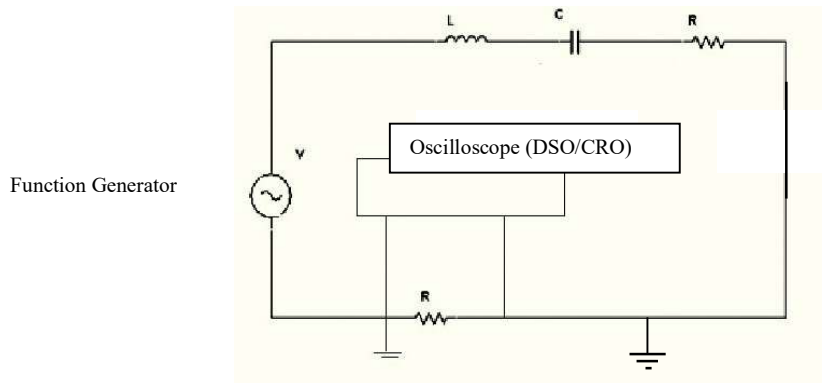 L C R
Oscilloscope (DSO/CRO)
V
Function Generator
R